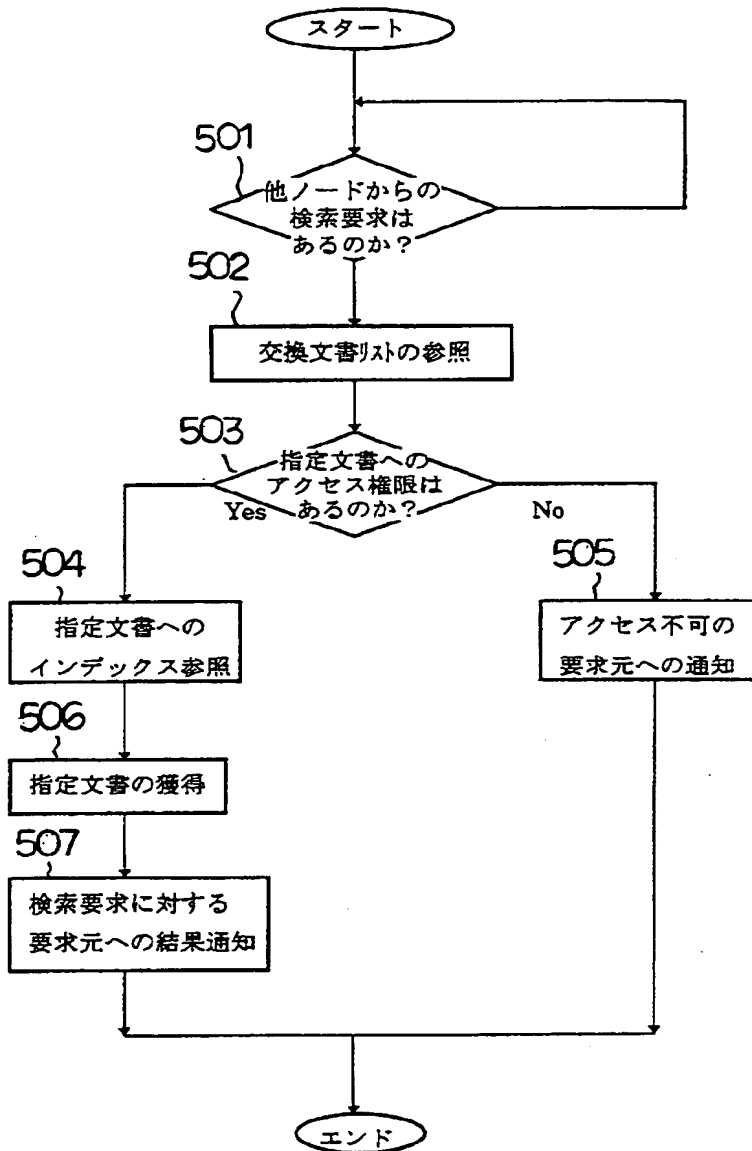 スタート
501
他ノードからの
検索要求は
あるのか?
502
交換文書リストの参照
503
指定文書への
アクセス権限は
あるのか?
Yes
No
504
指定文書への
インデックス参照
505
アクセス不可の
要求元への通知
506
指定文書の獲得
507
検索要求に対する
要求元への結果通知
エンド